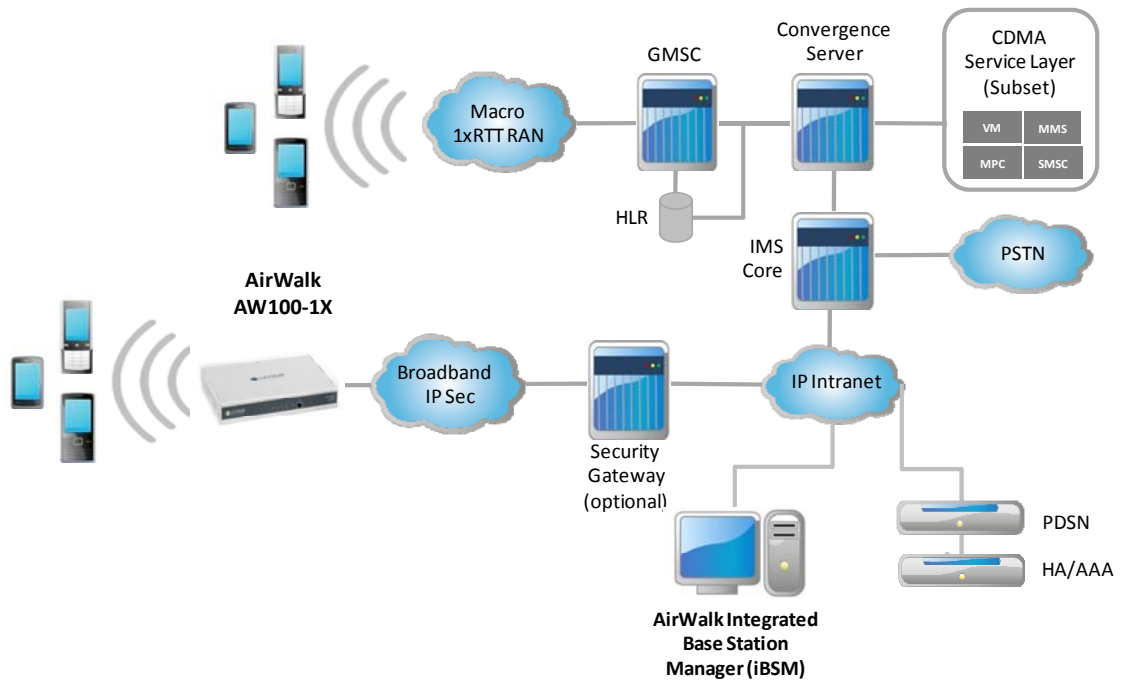 Convergence
Server
GMSC
CDMA
Service Layer
(Subset)
VM
MMS
MPC
SMSC
Macro
1xRTT RAN
HLR
IMS
Core
PSTN
AirWalk
AW100-1X
Broadband
IP Sec
IP Intranet
Security
Gateway
(optional)
PDSN
HA/AAA
AirWalk Integrated
Base Station
Manager (iBSM)